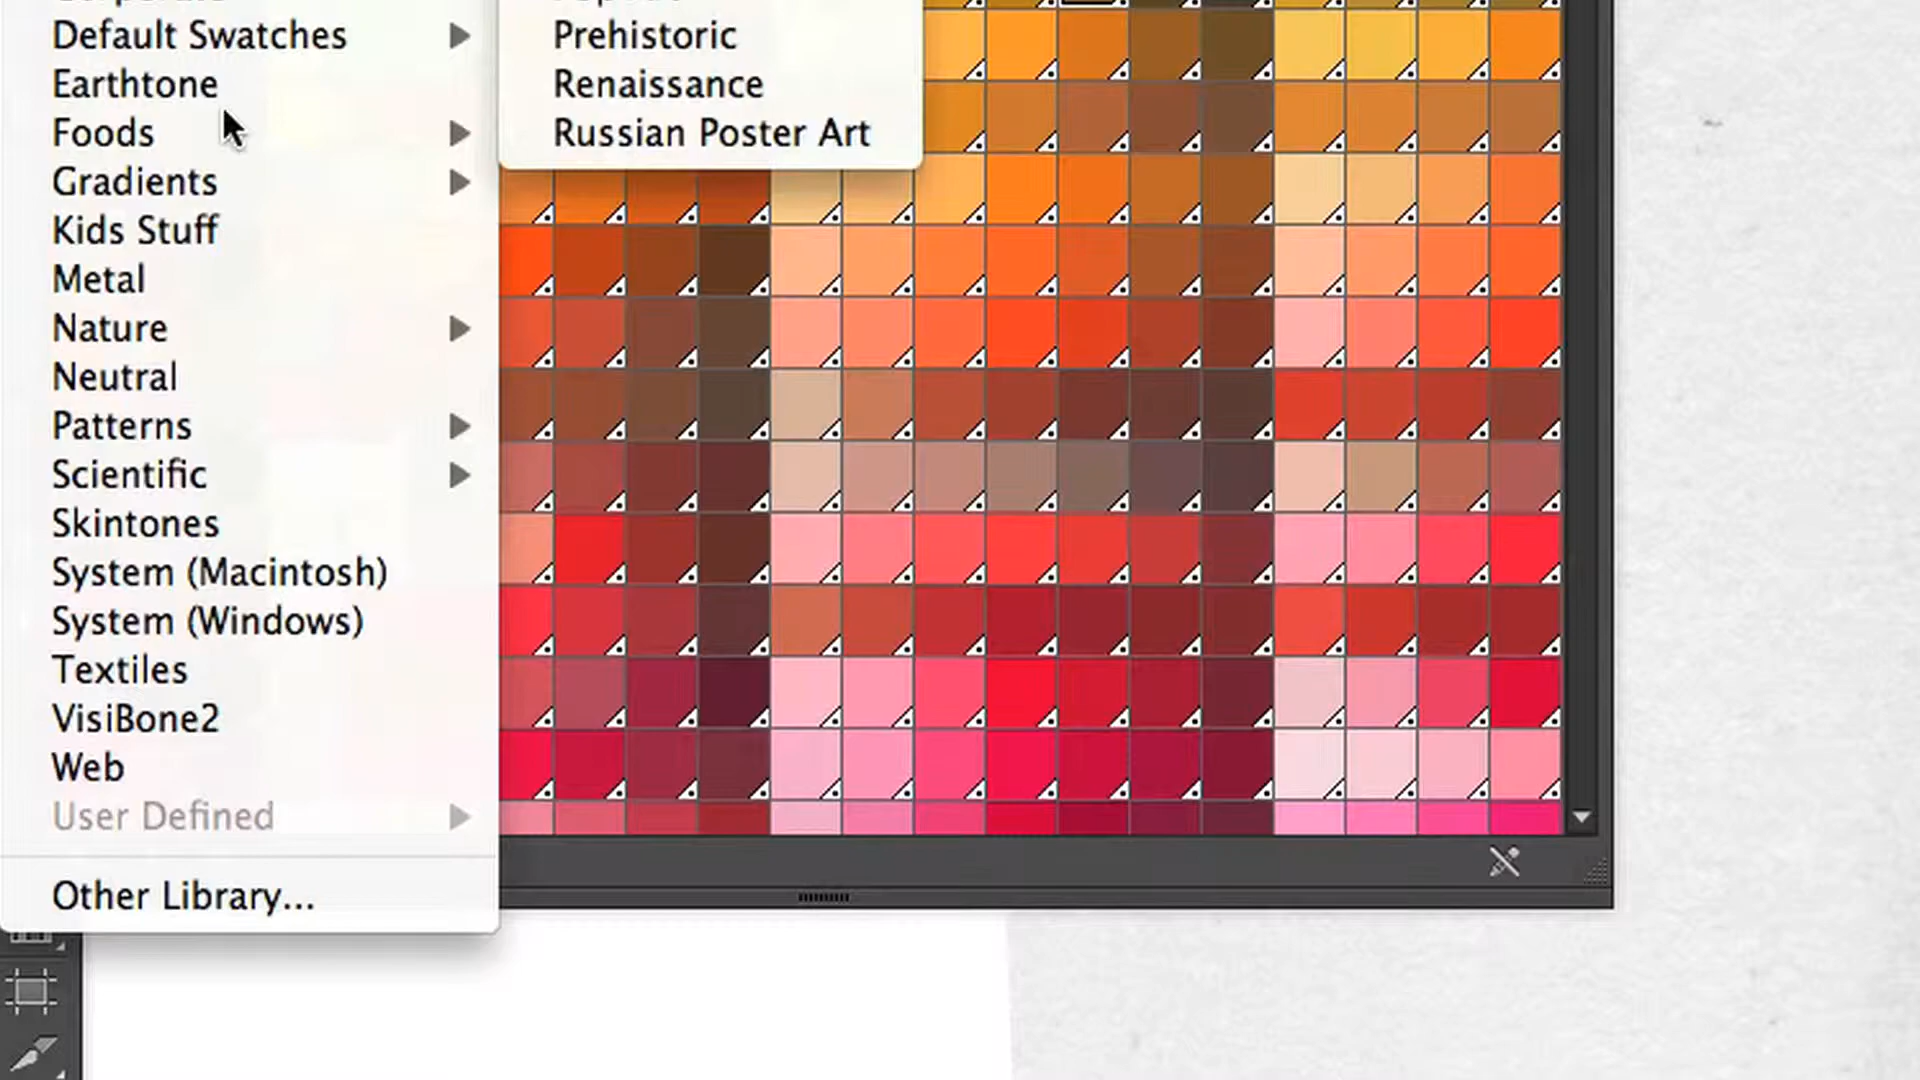 Default Swatches
Earthtone
Foods
Gradients
Kids Stuff
Metal
Nature
Neutral
Patterns
Scientific
Skintones
System (Macintosh)
System (Windows)
Textiles
VisiBone2
Web
User Defined
Other Library...
Prehistoric
Renaissance
Russian Poster Art